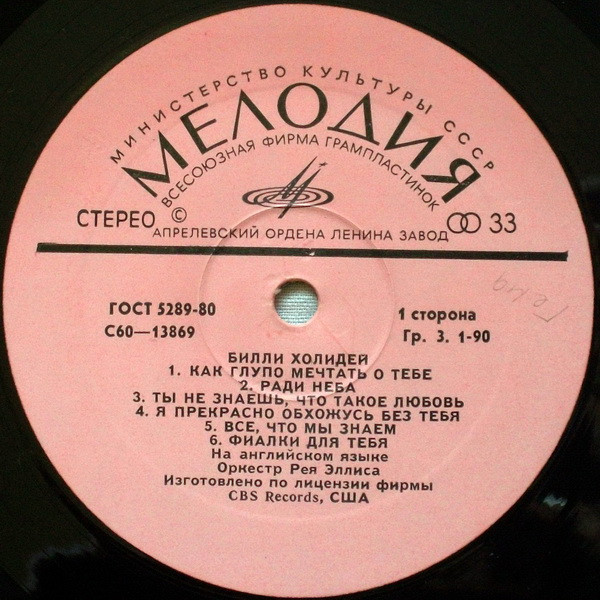 МИНИСТЕРСТВО КУЛЬТУРЫ СССР
МЕЛОДИЯ
ВСЕСОЮЗНАЯ ФИРМА ГРАМПЛАСТИНОК
СТЕРЕО ©
33
АПРЕЛЕВСКИЙ ОРДЕНА ЛЕНИНА ЗАВОД
ГОСТ 5289-80
1 сторона
С60—13869
Гр. 3. 1-90
БИЛЛИ ХОЛИДЕЙ
1. КАК ГЛУПО МЕЧТАТЬ О ТЕБЕ
2. РАДИ НЕБА
3. ТЫ НЕ ЗНАЕШЬ, ЧТО ТАКОЕ ЛЮБОВЬ
4. Я ПРЕКРАСНО ОБХОЖУСЬ БЕЗ ТЕБЯ
5. ВСЕ, ЧТО МЫ ЗНАЕМ
6. ФИАЛКИ ДЛЯ ТЕБЯ
На английском языке
Оркестр Рея Эллиса
Изготовлено по лицензии фирмы
CBS Records, США